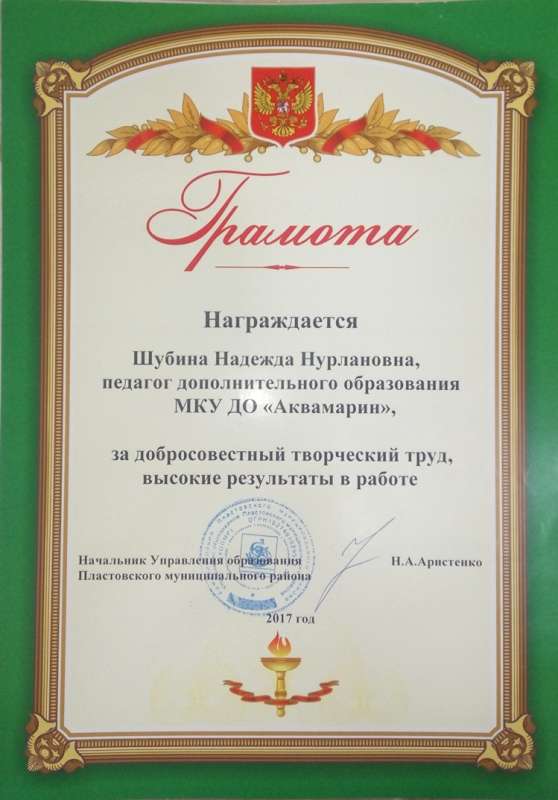 Грамота
Награждается
Шубина Надежда Нурлановна,
педагог дополнительного образования
МКУ ДО «Аквамарин»,
за добросовестный творческий труд,
высокие результаты в работе
Начальник Управления образования
Пластовского муниципального района
Н.А.Аристенко
2017 год